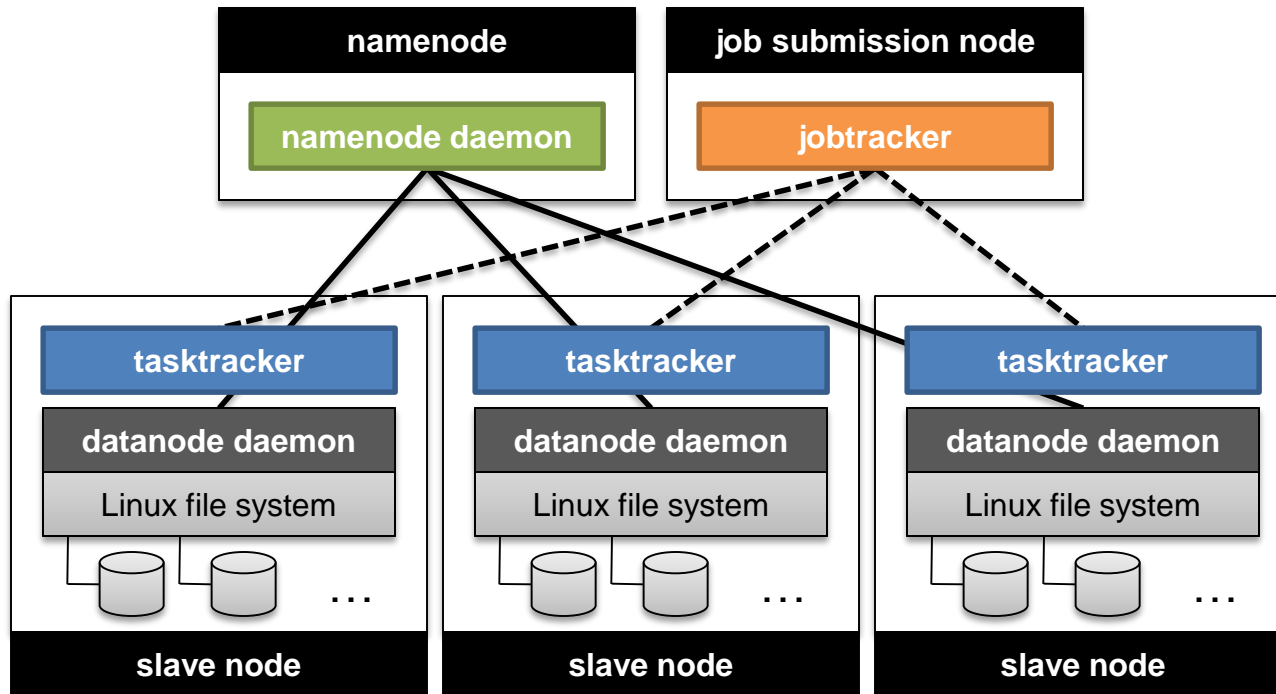 namenode
job submission node
namenode daemon
jobtracker
tasktracker
tasktracker
tasktracker
datanode daemon
datanode daemon
datanode daemon
Linux file system
Linux file system
Linux file system
...
...
...
slave node
slave node
slave node